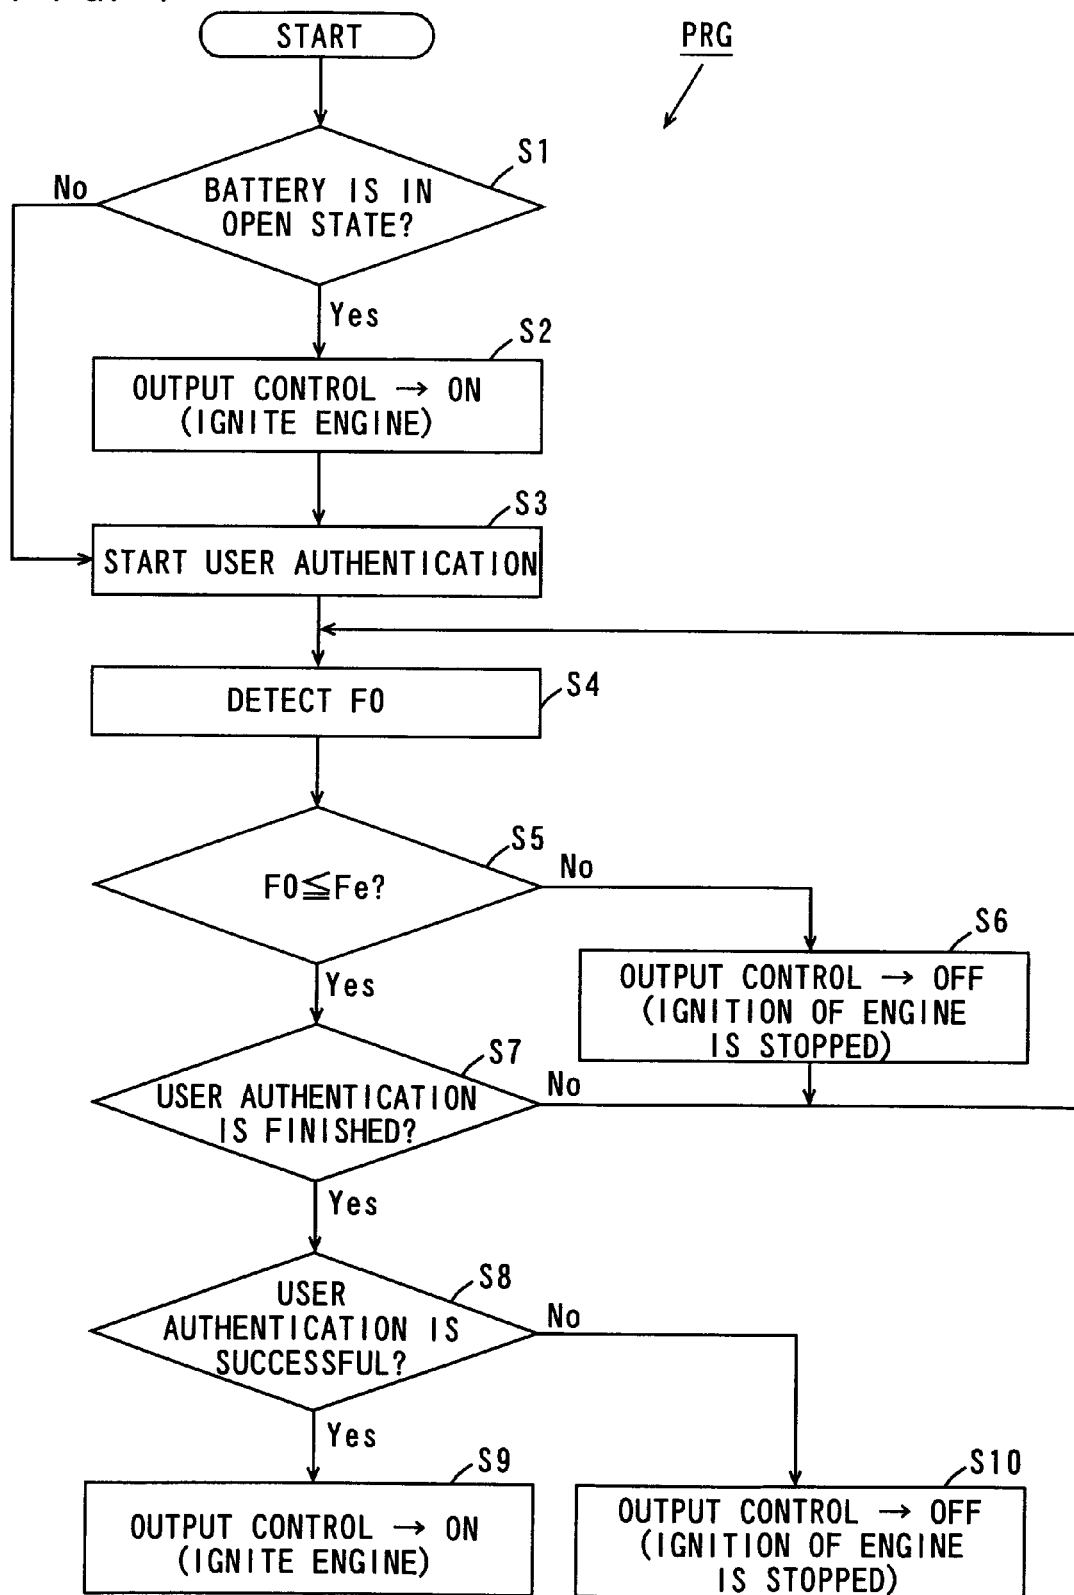 START
PRG
S1
No
BATTERY IS IN
OPEN STATE?
Yes
S2
OUTPUT CONTROL → ON
(IGNITE ENGINE)
S3
START USER AUTHENTICATION
DETECT F0
S4
S5
No
F0≦Fe?
S6
Yes
OUTPUT CONTROL → OFF
(IGNITION OF ENGINE
IS STOPPED)
S7
No
USER AUTHENTICATION
IS FINISHED?
Yes
S8
USER
AUTHENTICATION IS
SUCCESSFUL?
No
Yes
S9
OUTPUT CONTROL → ON
(IGNITE ENGINE)
S10
OUTPUT CONTROL → OFF
(IGNITION OF ENGINE
IS STOPPED)